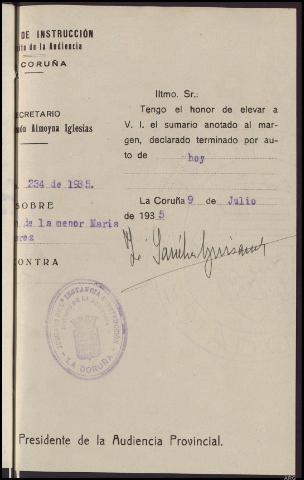 DE INSTRUCCIÓN
de la Audiencia
CORUÑA
SECRETARIO
Almoyna Iglesias
234 de 1935.
SOBRE
de la menor Maria
CONTRA
Iltmo. Sr.:
Tengo el honor de elevar a
V. I. el sumario anotado al mar-
gen, declarado terminado por au-
to de hoy
La Coruña 9 de Julio
de 1935
LA CORUÑA
Presidente de la Audiencia Provincial.